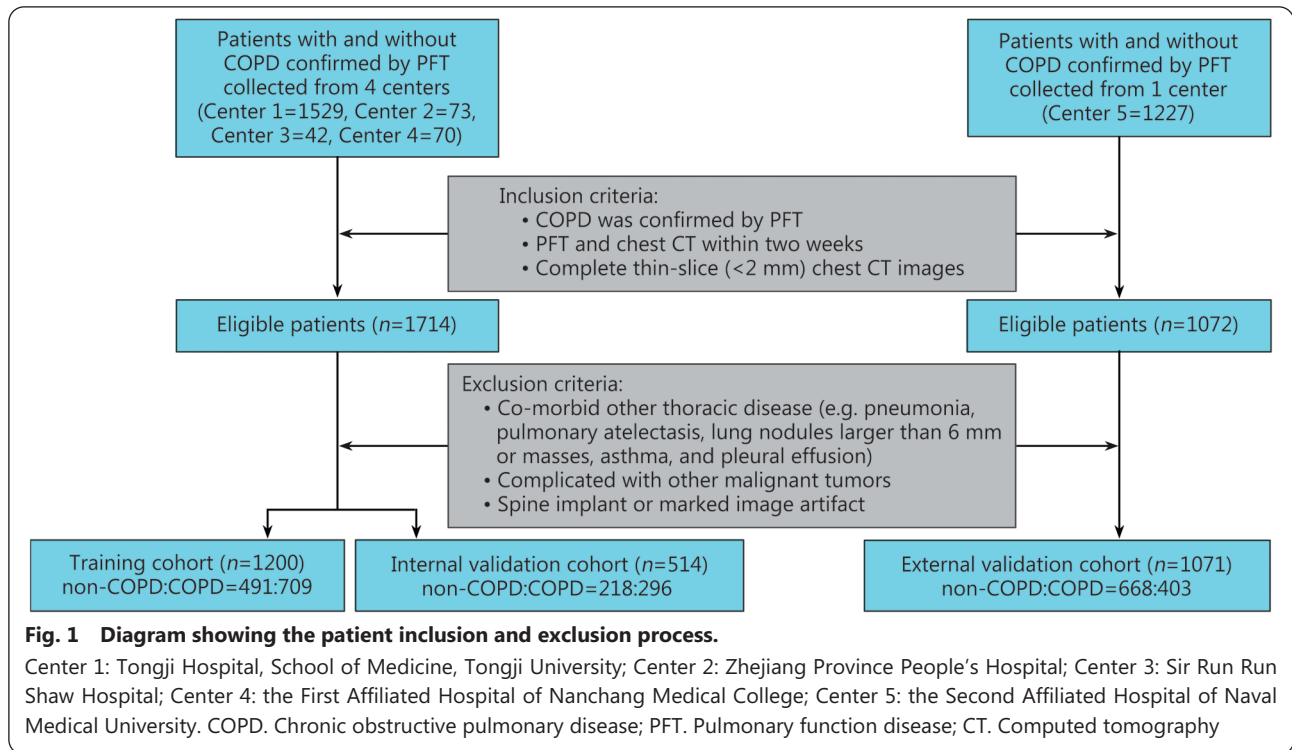 Patients with and without
COPD confirmed by PFT
collected from 4 centers
(Center 1=1529, Center 2=73,
Center 3=42, Center 4=70)
Patients with and without
COPD confirmed by PFT
collected from 1 center
(Center 5=1227)
Inclusion criteria:
• COPD was confirmed by PFT
• PFT and chest CT within two weeks
• Complete thin-slice (<2 mm) chest CT images
Eligible patients (n=1714)
Eligible patients (n=1072)
Exclusion criteria:
• Co-morbid other thoracic disease (e.g. pneumonia,
pulmonary atelectasis, lung nodules larger than 6 mm
or masses, asthma, and pleural effusion)
• Complicated with other malignant tumors
• Spine implant or marked image artifact
Training cohort (n=1200)
non-COPD:COPD=491:709
Internal validation cohort (n=514)
non-COPD:COPD=218:296
External validation cohort (n=1071)
non-COPD:COPD=668:403
Fig. 1 Diagram showing the patient inclusion and exclusion process.
Center 1: Tongji Hospital, School of Medicine, Tongji University; Center 2: Zhejiang Province People's Hospital; Center 3: Sir Run Run
Shaw Hospital; Center 4: the First Affiliated Hospital of Nanchang Medical College; Center 5: the Second Affiliated Hospital of Naval
Medical University. COPD. Chronic obstructive pulmonary disease; PFT. Pulmonary function disease; CT. Computed tomography